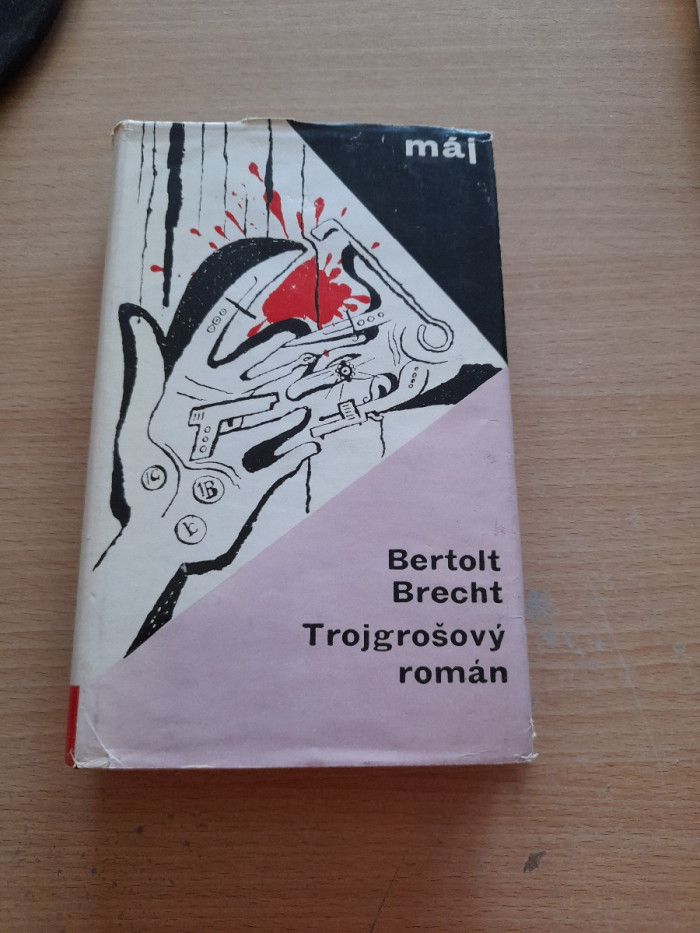 máj
Bertolt
Brecht
Trojgrošový
román